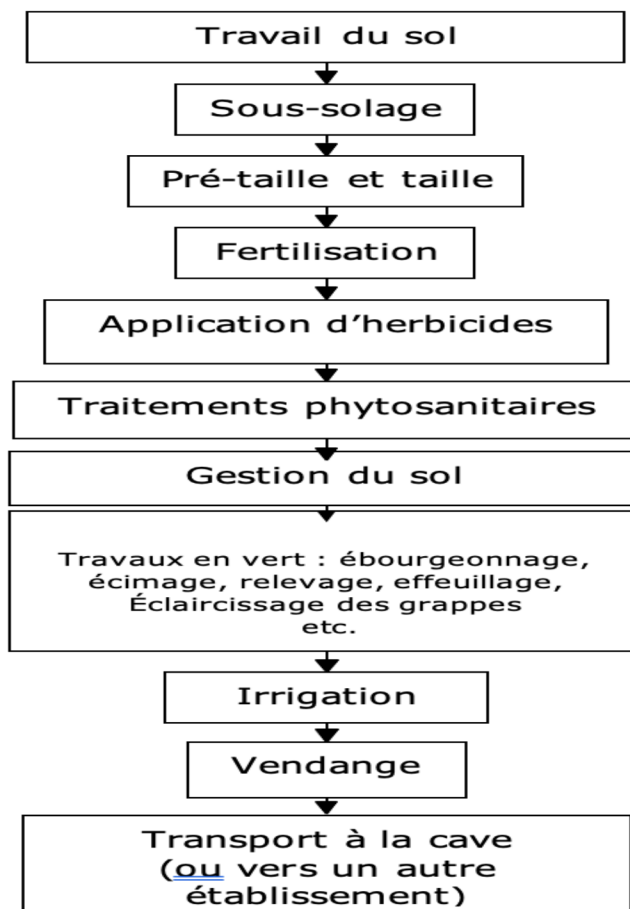 Travail du sol
Sous-solage
Pré-taille et taille
Fertilisation
Application d’herbicides
Traitements phytosanitaires
Gestion du sol
Travaux en vert : ébourgeonnage,
écimage, relevage, effeuillage,
Éclaircissage des grappes
etc.
Irrigation
Vendange
Transport à la cave
(ou vers un autre
établissement)